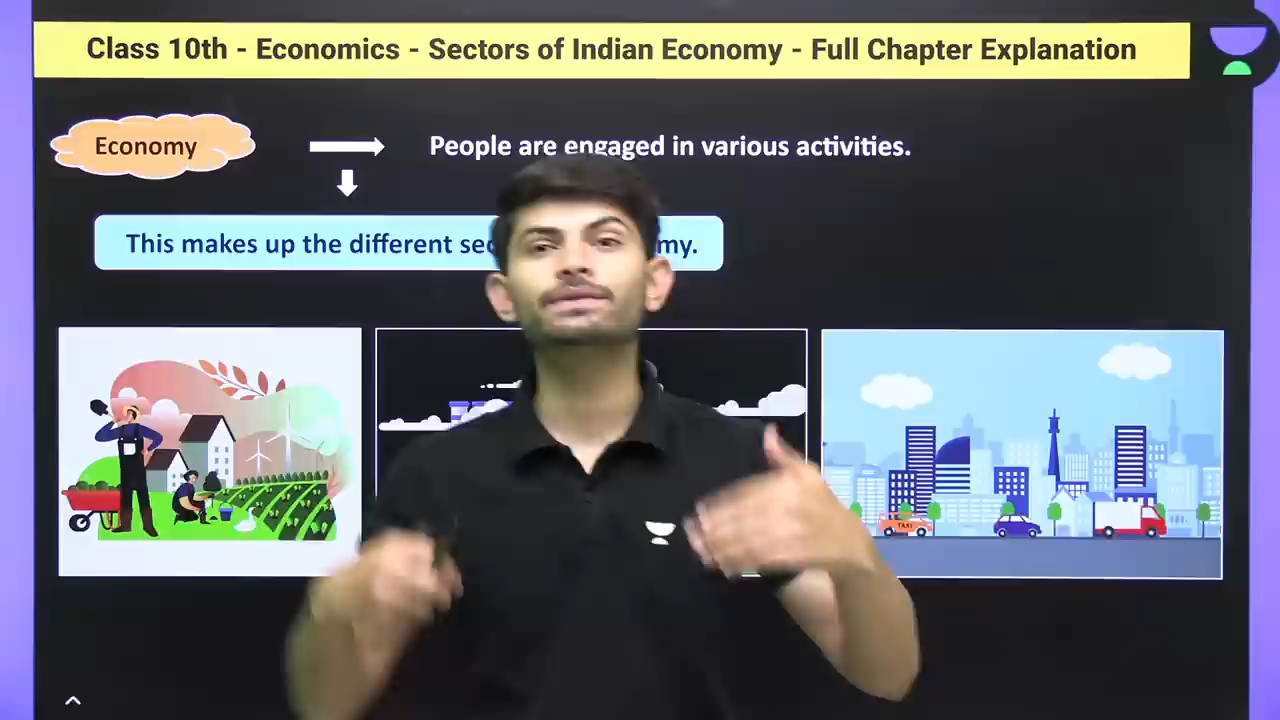 Class 10th - Economics - Sectors of Indian Economy - Full Chapter Explanation
Economy
People are engaged in various activities.
This makes up the different my.
TAXI